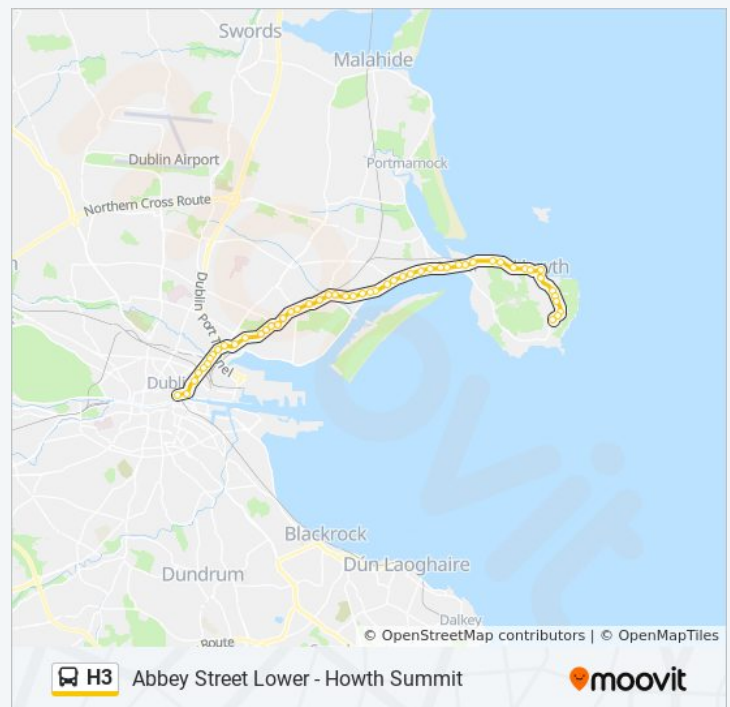 Swords
Malahide
Portmarnock
Dublin Airport
Northern Cross Route
Howth
Dublin Port Tunnel
Dublin
Blackrock
Dún Laoghaire
Dundrum
Dalkey
Route
© OpenStreetMap contributors | © OpenMapTiles
H3 Abbey Street Lower - Howth Summit
moovit